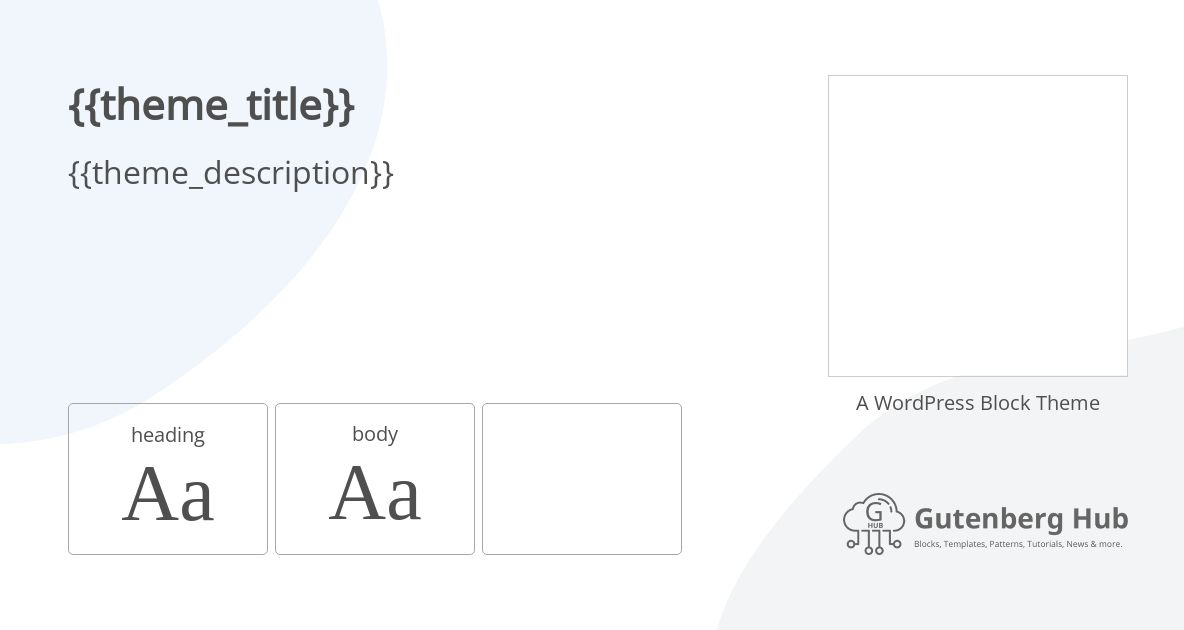 {{theme_title}}
{{theme_description}}
heading
Aa
body
Aa
A WordPress Block Theme
G
HUB
Gutenberg Hub
Blocks, Templates, Patterns, Tutorials, News & more.